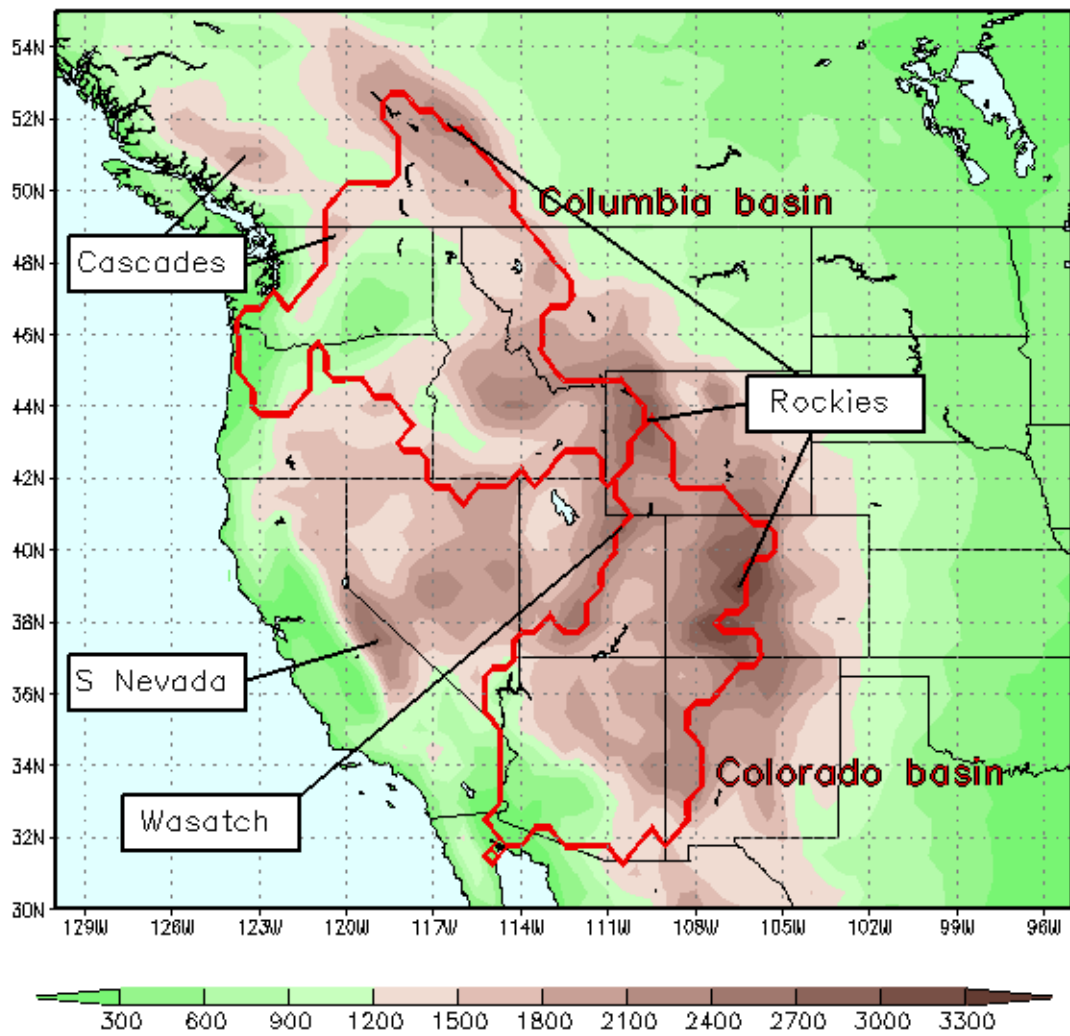 54N
52N
50N
48N
46N
44N
42N
40N
38N
36N
34N
32N
30N
Columbia basin
Cascades
Rockies
S Nevada
Colorado basin
Wasatch
129W 126W 123W 120W 117W 114W 111W 108W 105W 102W 99W 96W
300 600 900 1200 1500 1800 2100 2400 2700 3000 3300